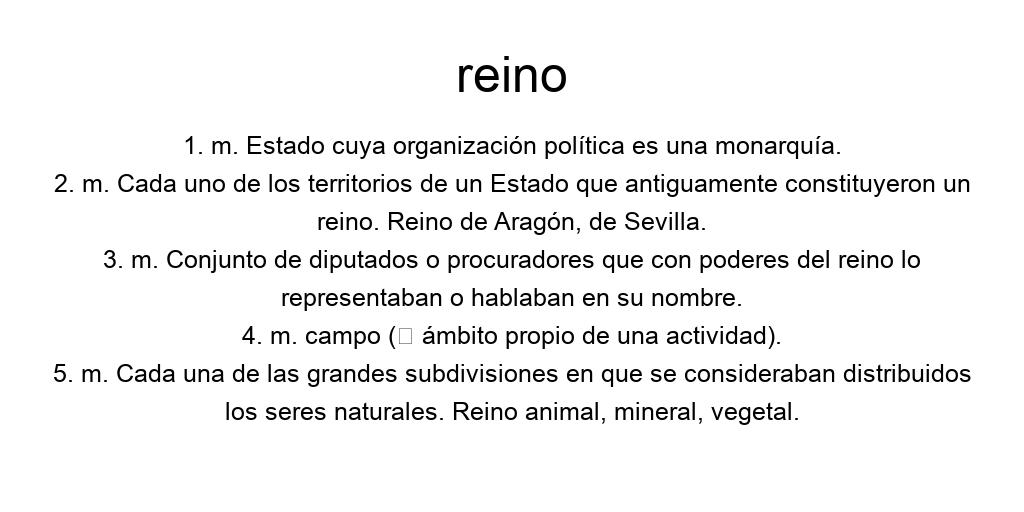 reino
1. m. Estado cuya organización política es una monarquía.
2. m. Cada uno de los territorios de un Estado que antiguamente constituyeron un
reino. Reino de Aragón, de Sevilla.
3. m. Conjunto de diputados o procuradores que con poderes del reino lo
representaban o hablaban en su nombre.
4. m. campo (□ ámbito propio de una actividad).
5. m. Cada una de las grandes subdivisiones en que se consideraban distribuidos
los seres naturales. Reino animal, mineral, vegetal.